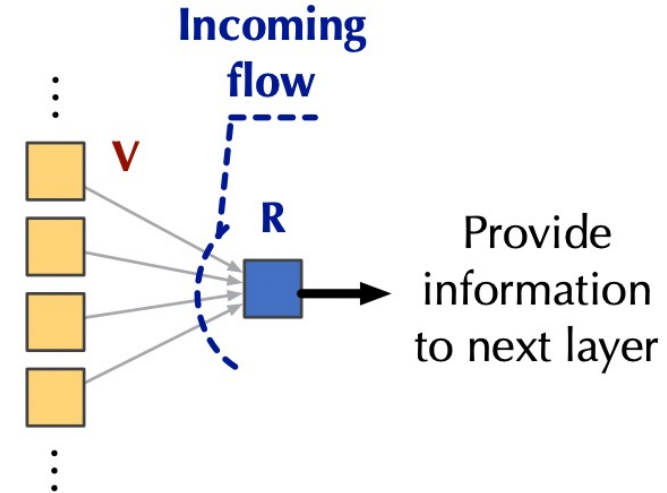 Incoming
flow
V
R
Provide
information
to next layer